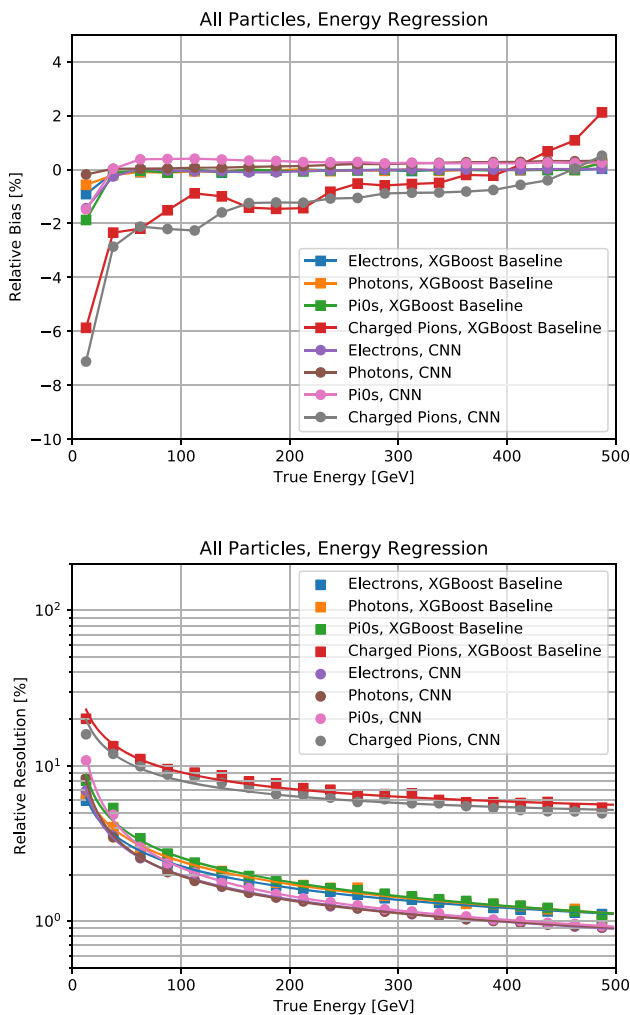 All Particles, Energy Regression
4
2
0
−2
−4
−6
−8
−10
Relative Bias [%]
Electrons, XGBoost Baseline
Photons, XGBoost Baseline
Pi0s, XGBoost Baseline
Charged Pions, XGBoost Baseline
Electrons, CNN
Photons, CNN
Pi0s, CNN
Charged Pions, CNN
0 100 200 300 400 500
True Energy [GeV]
All Particles, Energy Regression
10²
10¹
10⁰
Relative Resolution [%]
Electrons, XGBoost Baseline
Photons, XGBoost Baseline
Pi0s, XGBoost Baseline
Charged Pions, XGBoost Baseline
Electrons, CNN
Photons, CNN
Pi0s, CNN
Charged Pions, CNN
0 100 200 300 400 500
True Energy [GeV]